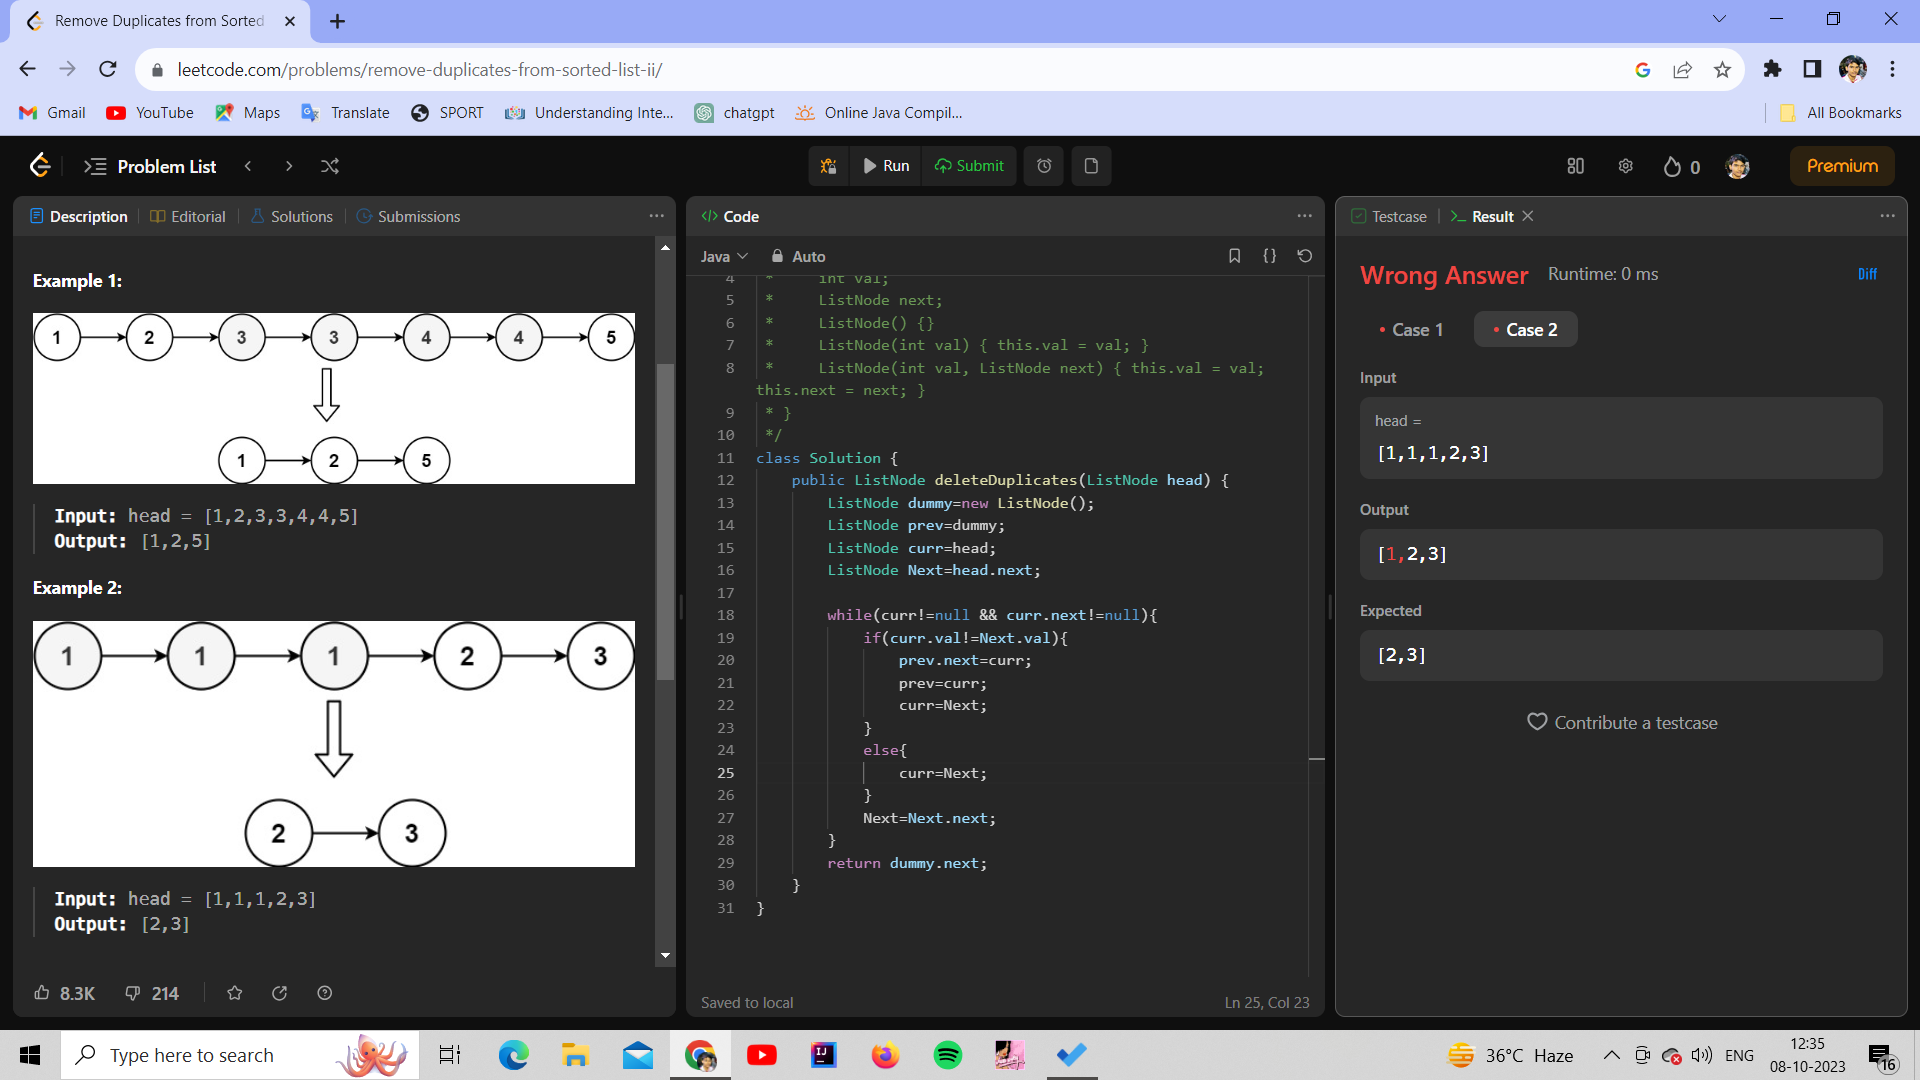 Remove Duplicates from Sorted
leetcode.com/problems/remove-duplicates-from-sorted-list-ii/
Gmail YouTube Maps Translate SPORT Understanding Inte... chatgpt Online Java Compil... All Bookmarks
Problem List Run Submit 0 Premium
Description Editorial Solutions Submissions
Example 1:
1 2 3 3 4 4 5
1 2 5
Input: head = [1,2,3,3,4,4,5]
Output: [1,2,5]
Example 2:
1 1 1 2 3
2 3
Input: head = [1,1,1,2,3]
Output: [2,3]
8.3K 214
Code
Java Auto
4 * int val;
5 * ListNode next;
6 * ListNode() {}
7 * ListNode(int val) { this.val = val; }
8 * ListNode(int val, ListNode next) { this.val = val;
this.next = next; }
9 * }
10 */
11 class Solution {
12 public ListNode deleteDuplicates(ListNode head) {
13 ListNode dummy=new ListNode();
14 ListNode prev=dummy;
15 ListNode curr=head;
16 ListNode Next=head.next;
17
18 while(curr!=null && curr.next!=null){
19 if(curr.val!=Next.val){
20 prev.next=curr;
21 prev=curr;
22 curr=Next;
23 }
24 else{
25 curr=Next;
26 }
27 Next=Next.next;
28 }
29 return dummy.next;
30 }
31 }
Saved to local Ln 25, Col 23
Testcase Result
Wrong Answer Runtime: 0 ms Diff
Case 1 Case 2
Input
head =
[1,1,1,2,3]
Output
[1,2,3]
Expected
[2,3]
Contribute a testcase
Type here to search
36°C Haze
ENG
12:35
08-10-2023
16